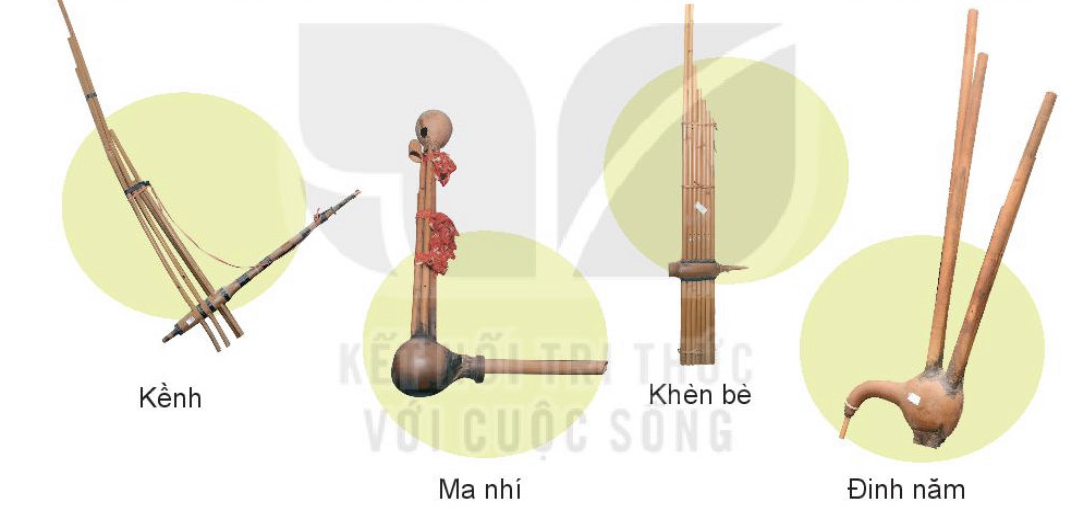 KẾT NỐI TRI THỨC
VỚI CUỘC SỐNG
Kềnh
Khèn bè
Ma nhí
Đinh năm